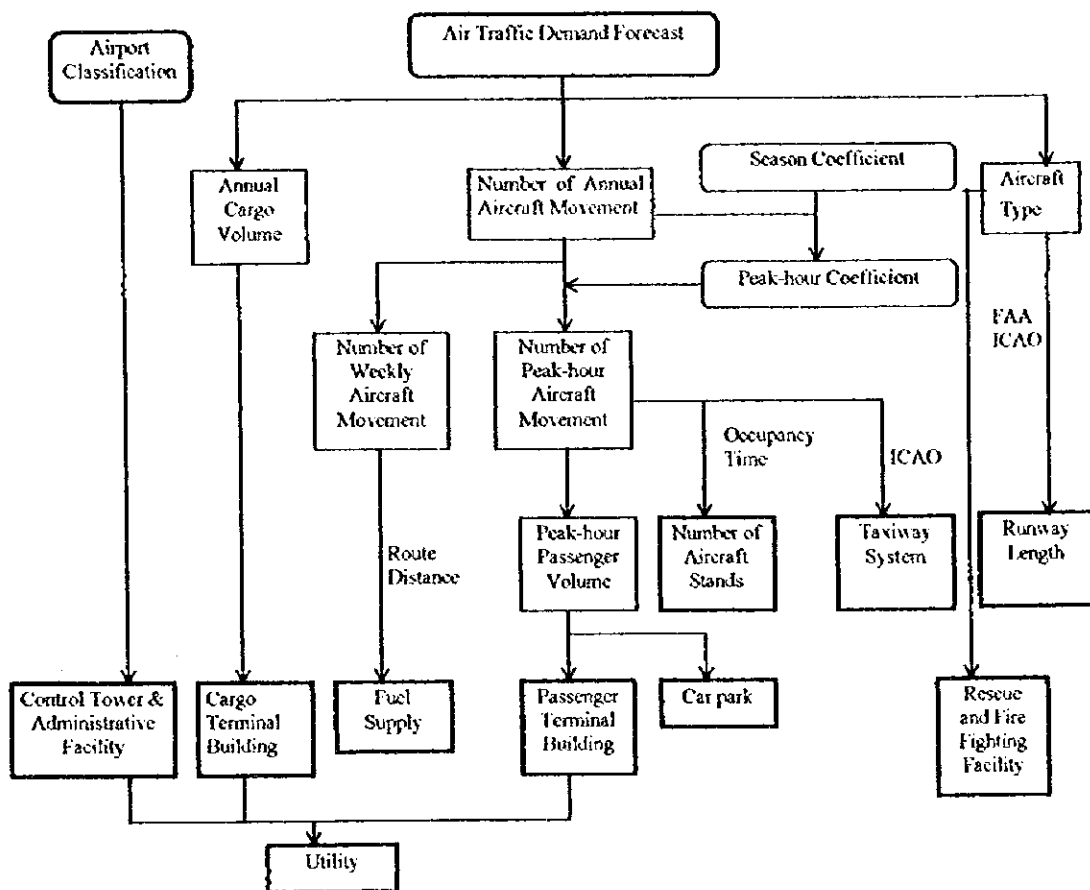 Airport
Classification
Air Traffic Demand Forecast
Annual
Cargo
Volume
Number of Annual
Aircraft Movement
Season Coefficient
Aircraft
Type
Peak-hour Coefficient
Number of
Weekly
Aircraft
Movement
Number of
Peak-hour
Aircraft
Movement
FAA
ICAO
Occupancy
Time
ICAO
Route
Distance
Peak-hour
Passenger
Volume
Number of
Aircraft
Stands
Taxiway
System
Runway
Length
Control Tower &
Administrative
Facility
Cargo
Terminal
Building
Fuel
Supply
Passenger
Terminal
Building
Car park
Rescue
and Fire
Fighting
Facility
Utility